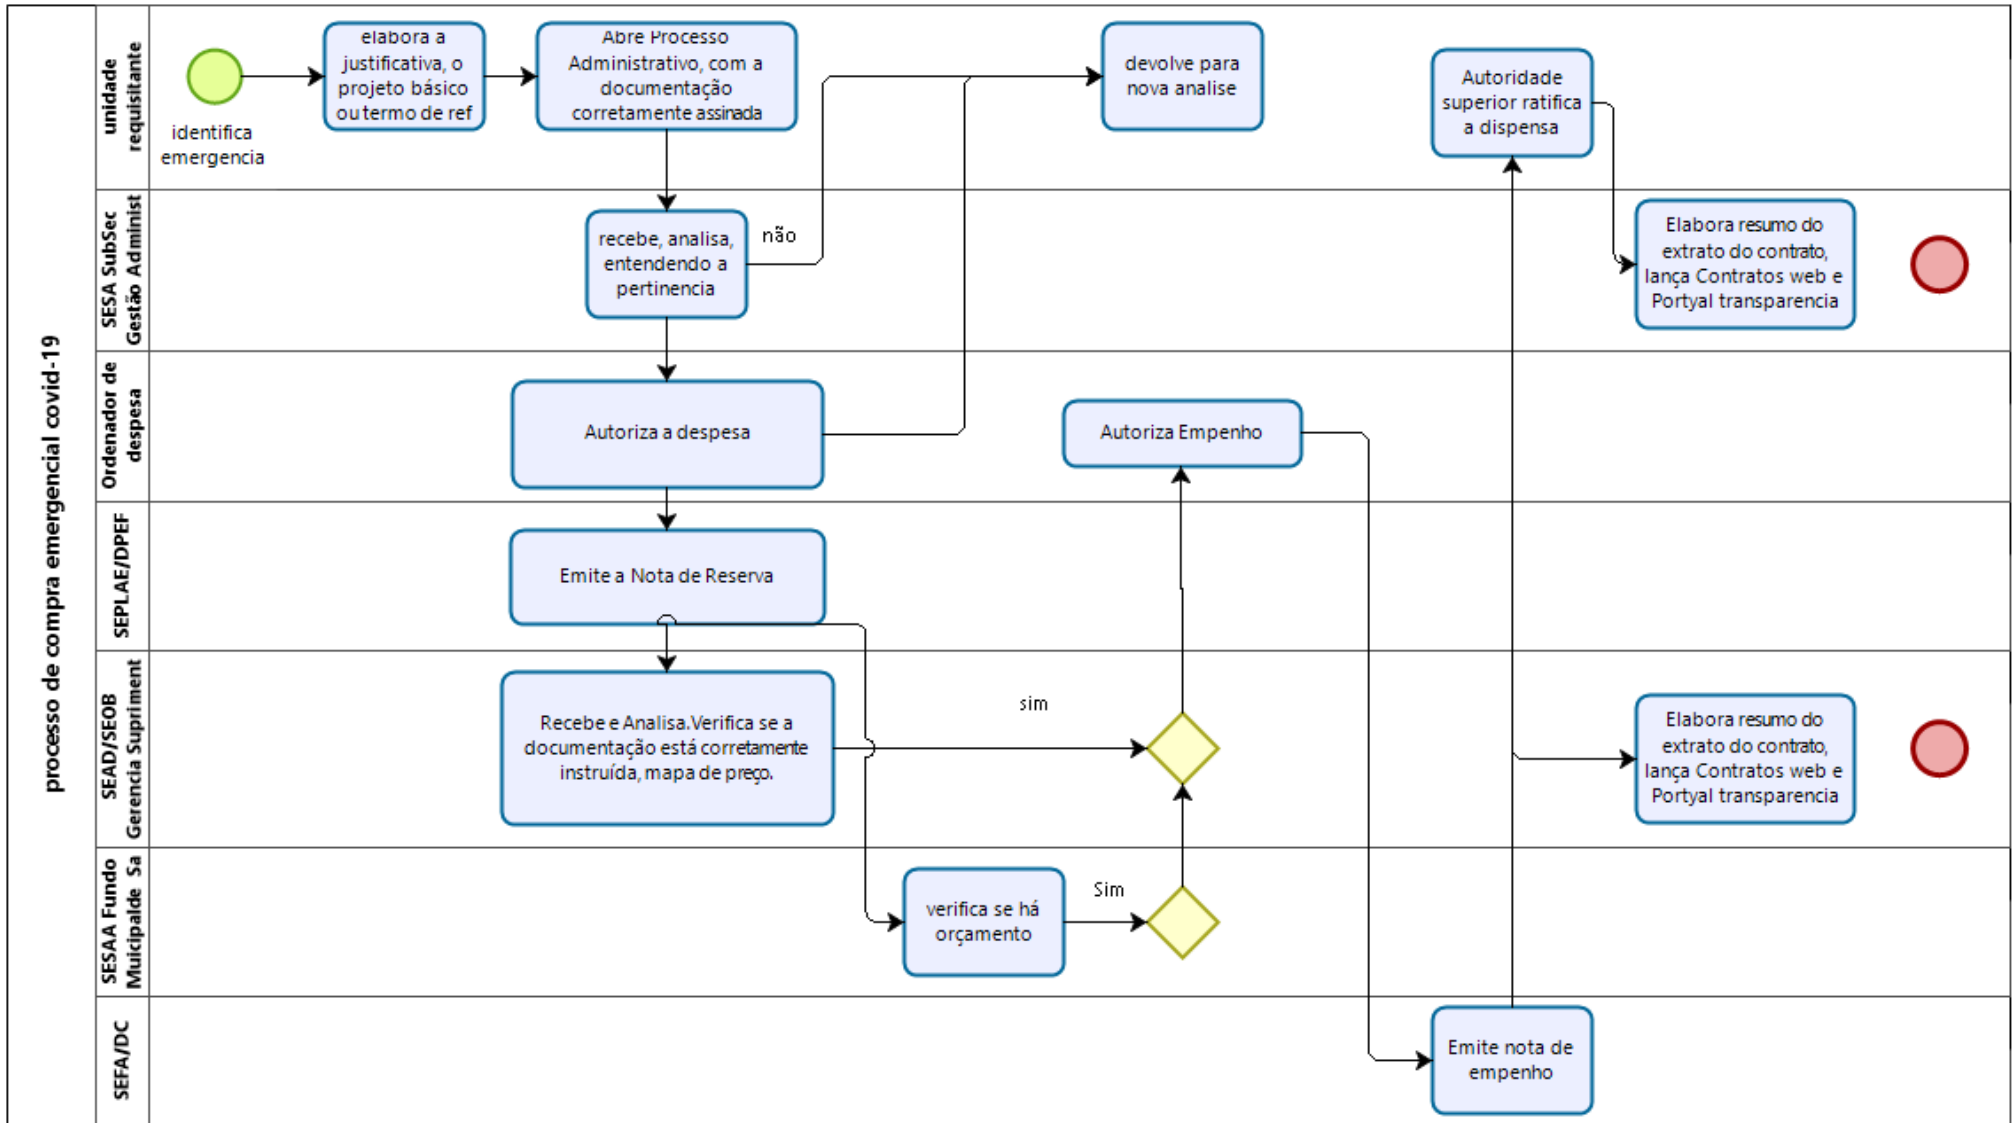 processo de compra emergencial covid-19
unidade
requisitante
identifica
emergencia
elabora a
justificativa, o
projeto básico
ou termo de ref
Abre Processo
Administrativo, com a
documentação
corretamente assinada
devolve para
nova analise
Autoridade
superior ratifica
a dispensa
SESA SubSec
Gestão Administ
recebe, analisa,
entendendo a
pertinencia
não
Elabora resumo do
extrato do contrato,
lança Contratos web e
Portyal transparencia
Ordenador de
despesa
Autoriza a despesa
Autoriza Empenho
SEPLAE/DPEF
Emite a Nota de Reserva
SEAD/SEOB
Gerencia Supriment
Recebe e Analisa.Verifica se a
documentação está corretamente
instruída, mapa de preço.
sim
Elabora resumo do
extrato do contrato,
lança Contratos web e
Portyal transparencia
SESAA Fundo
Muicipalde Sa
verifica se há
orçamento
Sim
SEFA/DC
Emite nota de
empenho